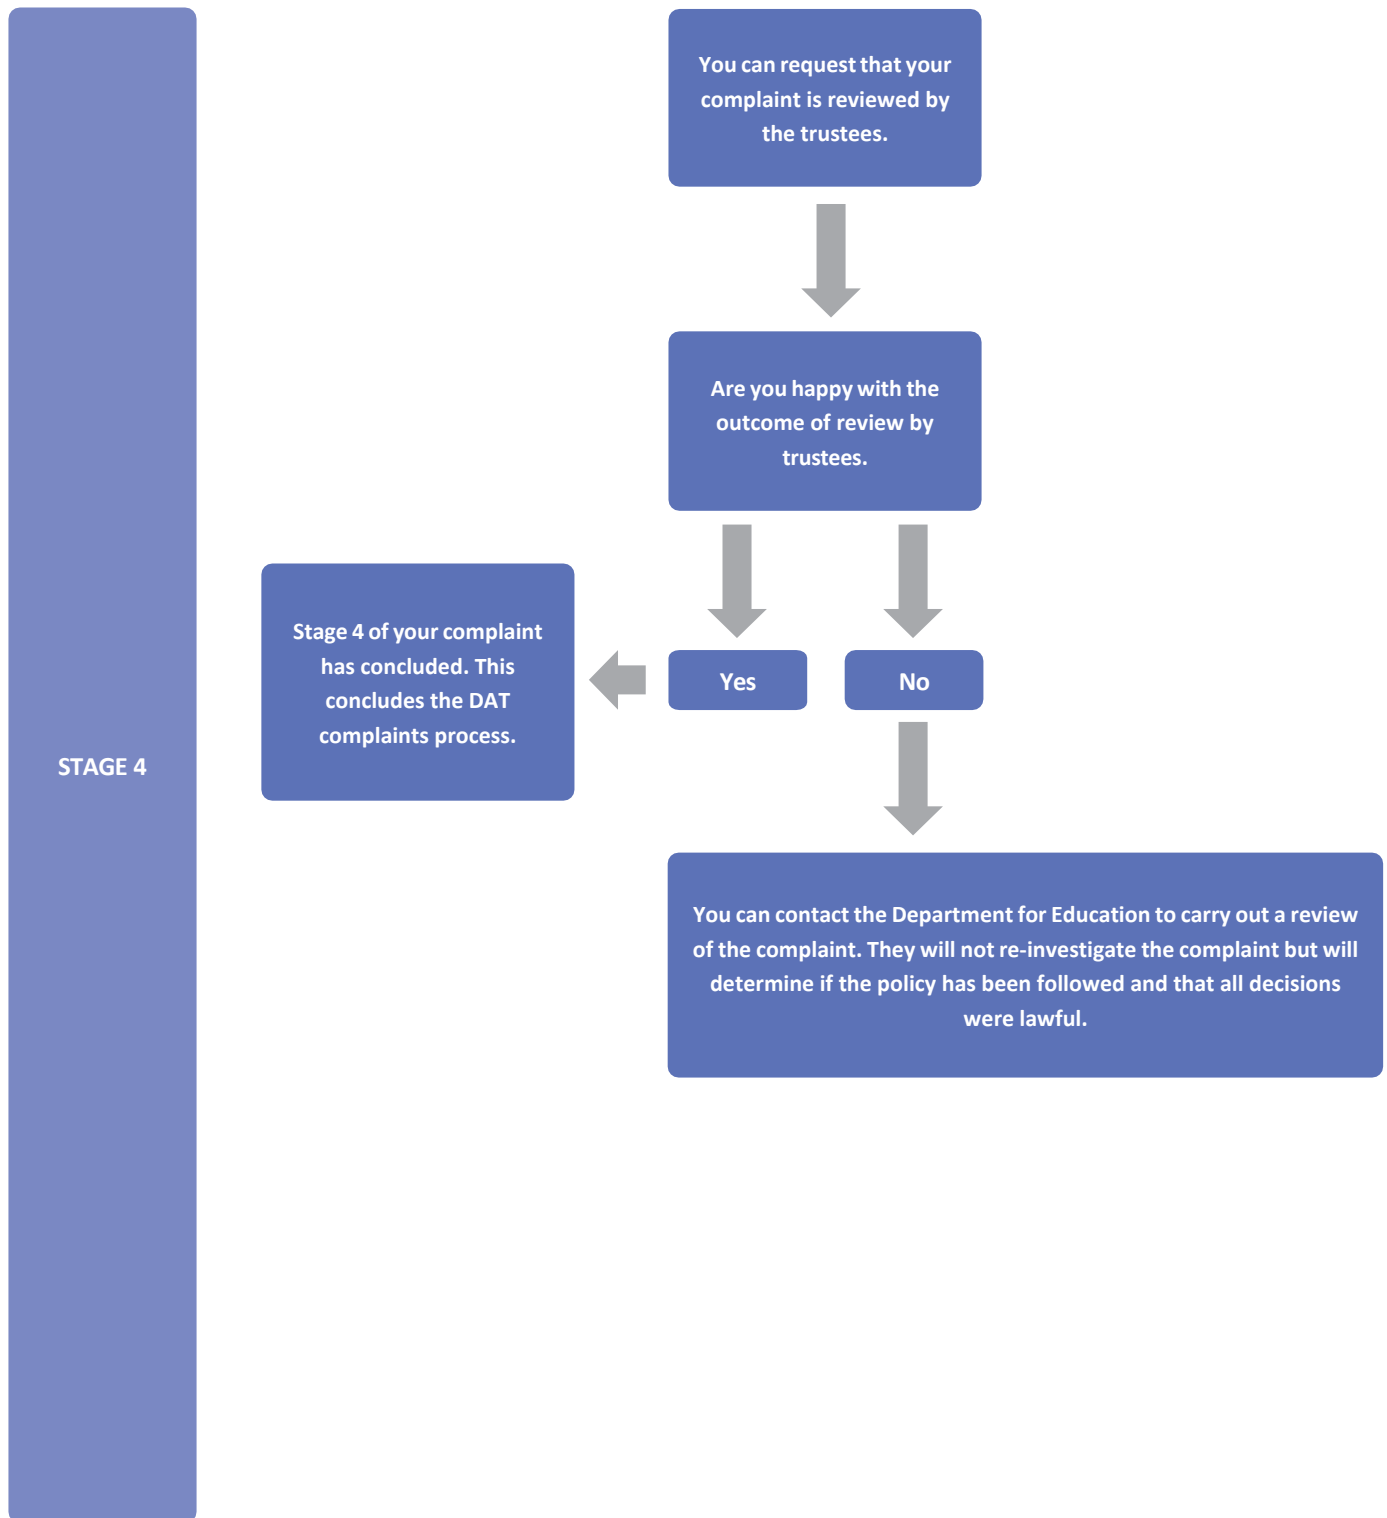 You can request that your
complaint is reviewed by
the trustees.
Are you happy with the
outcome of review by
trustees.
Stage 4 of your complaint
has concluded. This
concludes the DAT
complaints process.
Yes
No
STAGE 4
You can contact the Department for Education to carry out a review
of the complaint. They will not re-investigate the complaint but will
determine if the policy has been followed and that all decisions
were lawful.